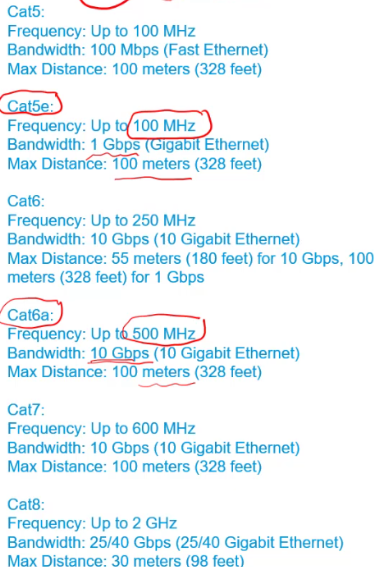 Cat5:
Frequency: Up to 100 MHz
Bandwidth: 100 Mbps (Fast Ethernet)
Max Distance: 100 meters (328 feet)
Cat5e:
Frequency: Up to 100 MHz
Bandwidth: 1 Gbps (Gigabit Ethernet)
Max Distance: 100 meters (328 feet)
Cat6:
Frequency: Up to 250 MHz
Bandwidth: 10 Gbps (10 Gigabit Ethernet)
Max Distance: 55 meters (180 feet) for 10 Gbps, 100
meters (328 feet) for 1 Gbps
Cat6a:
Frequency: Up to 500 MHz
Bandwidth: 10 Gbps (10 Gigabit Ethernet)
Max Distance: 100 meters (328 feet)
Cat7:
Frequency: Up to 600 MHz
Bandwidth: 10 Gbps (10 Gigabit Ethernet)
Max Distance: 100 meters (328 feet)
Cat8:
Frequency: Up to 2 GHz
Bandwidth: 25/40 Gbps (25/40 Gigabit Ethernet)
Max Distance: 30 meters (98 feet)